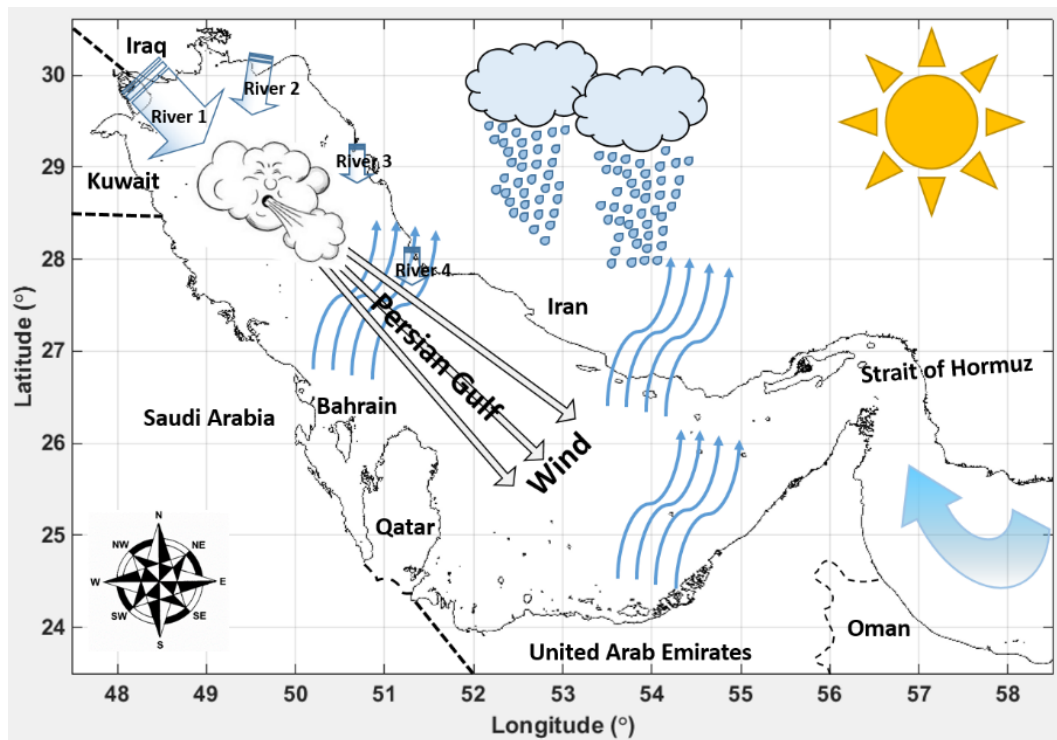 Iraq
River 1
River 2
River 3
Kuwait
River 4
Persian Gulf
Iran
Strait of Hormuz
Saudi Arabia
Bahrain
Wind
Qatar
N
NW
NE
W
E
SW
SE
S
Oman
United Arab Emirates
30
29
28
27
26
25
24
Latitude (°)
48
49
50
51
52
53
54
55
56
57
58
Longitude (°)